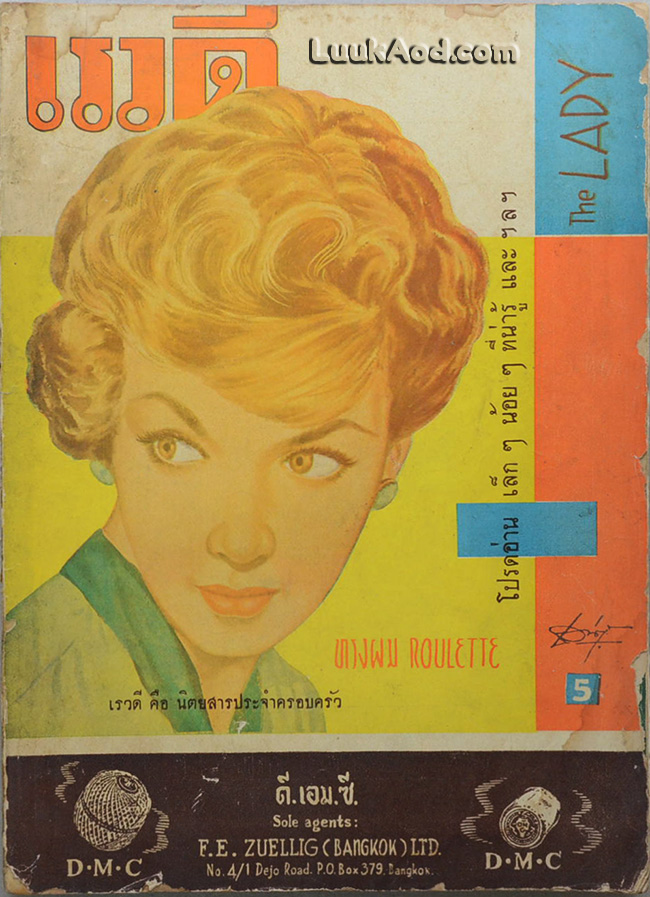 เรวดี
LuukAod.com
The LADY
โปรดอ่าน เล็ก ๆ น้อย ๆ ที่น่ารู้ และ ฯลฯ
ทรงผม ROULETTE
5
เรวดี คือ นิตยสารประจำครอบครัว
ดี.เอม.ซี.
Sole agents:
F.E. ZUELLIG (BANGKOK) LTD.
No. 4/1 Dejo Road. P.O. Box 379. Bangkok.
D·M·C
D·M·C